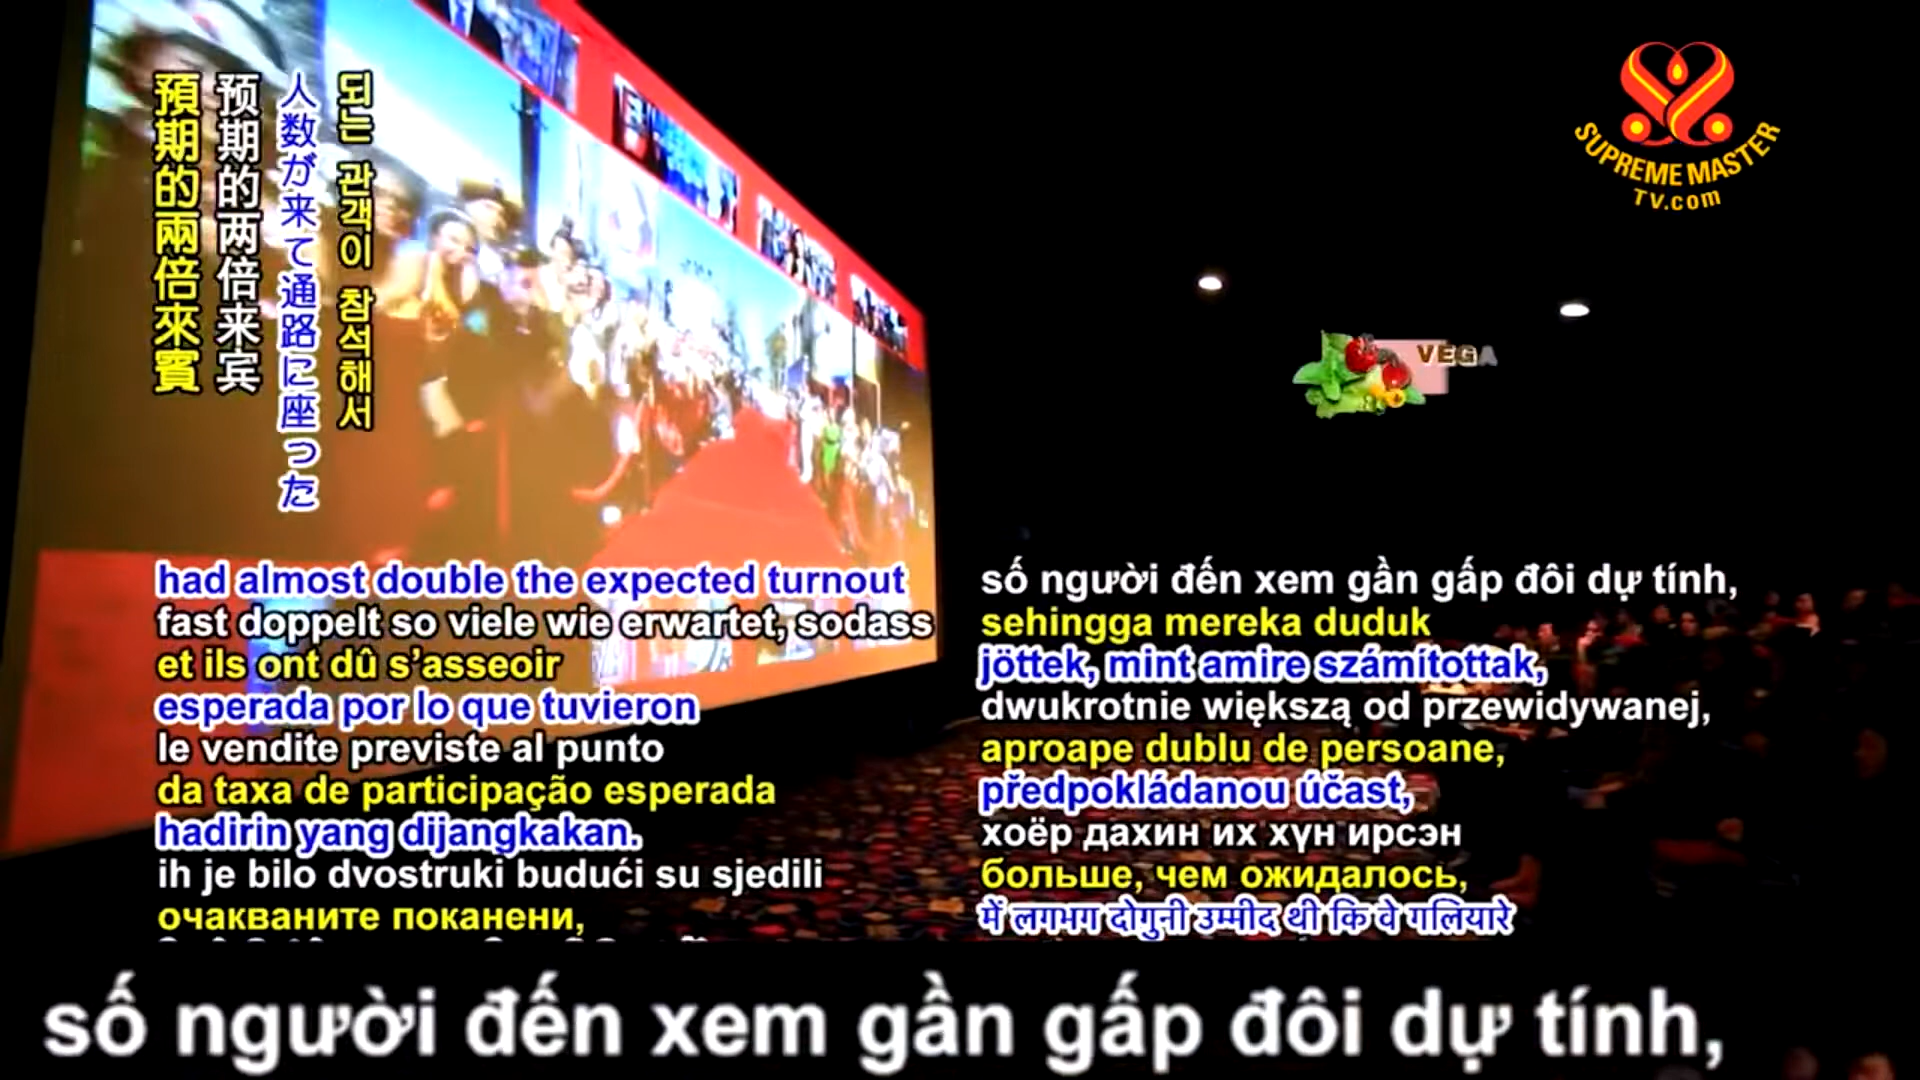 預期的兩倍來賓
预期的两倍来宾
人数が来て通路に座った
되는 관객이 참석해서
SUPREME MASTER
TV.com
VEGA
had almost double the expected turnout
fast doppelt so viele wie erwartet, sodass
et ils ont dû s’asseoir
esperada por lo que tuvieron
le vendite previste al punto
da taxa de participação esperada
hadirin yang dijangkakan.
ih je bilo dvostruki budući su sjedili
очакваните поканени,
số người đến xem gần gấp đôi dự tính,
sehingga mereka duduk
jöttek, mint amire számítottak,
dwukrotnie większą od przewidywanej,
aproape dublu de persoane,
předpokládanou účast,
хоёр дахин их хүн ирсэн
больше, чем ожидалось,
में लगभग दोगुनी उम्मीद थी कि वे गलियारे
số người đến xem gần gấp đôi dự tính,